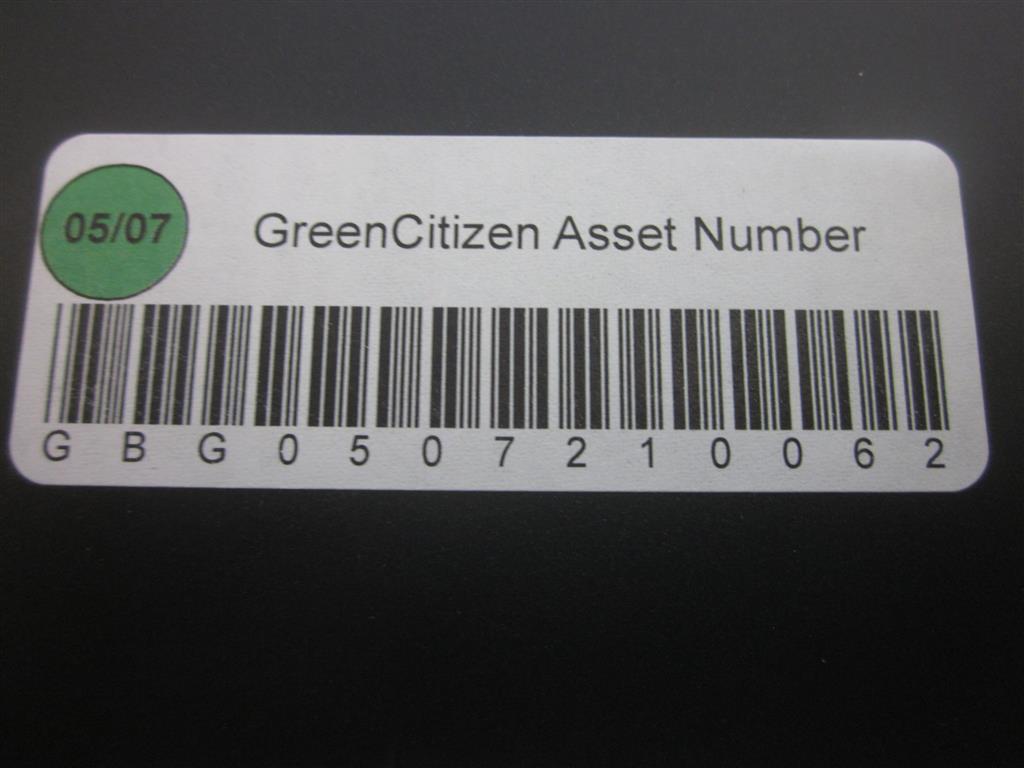 05/07
GreenCitizen Asset Number
G B G 0 5 0 7 2 1 0 0 6 2